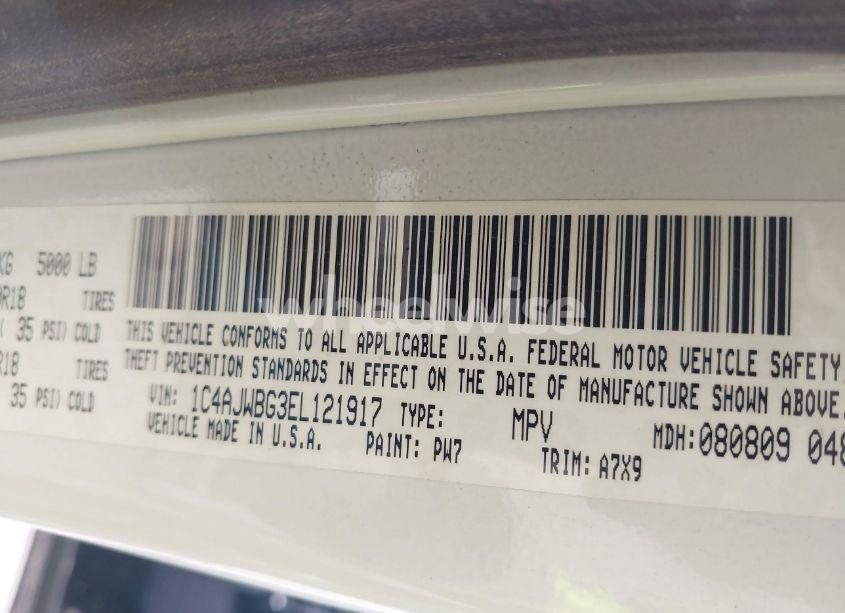 KG 5000 LB
R18 TIRES
( 35 PSI) COLD
R18 TIRES
35 PSI) COLD
THIS VEHICLE CONFORMS TO ALL APPLICABLE U.S.A. FEDERAL MOTOR VEHICLE SAFETY,
THEFT PREVENTION STANDARDS IN EFFECT ON THE DATE OF MANUFACTURE SHOWN ABOVE.
VIN: 1C4AJWBG3EL121917 TYPE: MPV MDH:080809 048
VEHICLE MADE IN U.S.A. PAINT: PW7 TRIM: A7X9
wheelwise